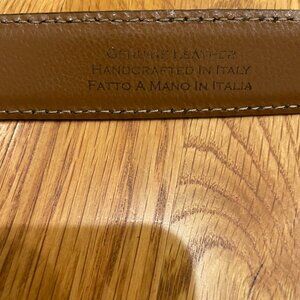 Genuine Leather
Handcrafted In Italy
Fatto A Mano In Italia